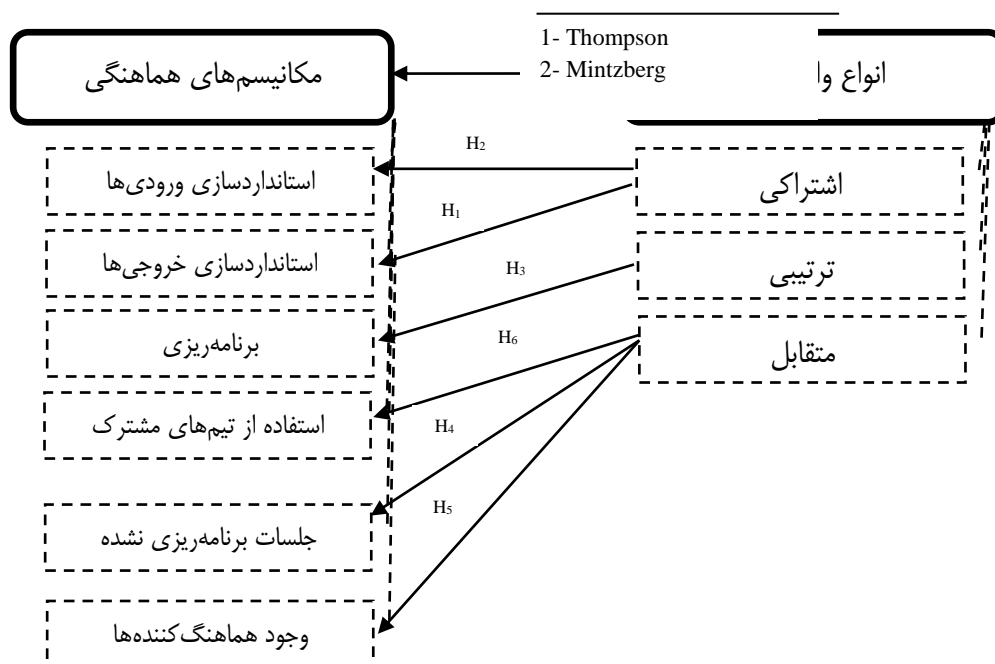 1- Thompson
2- Mintzberg
انواع وا
مکانیسم‌های هماهنگی
H2
اشتراکی
استانداردسازی ورودی‌ها
H1
ترتیبی
استانداردسازی خروجی‌ها
H3
متقابل
برنامه‌ریزی
H6
استفاده از تیم‌های مشترک
H4
جلسات برنامه‌ریزی نشده
H5
وجود هماهنگ‌کننده‌ها